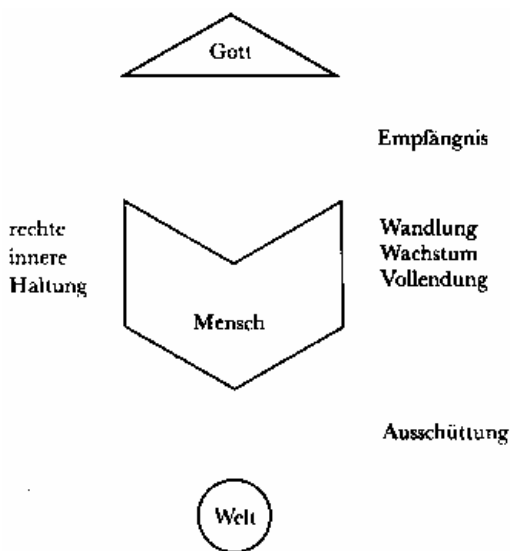 Gott
Empfängnis
rechte
innere
Haltung
Wandlung
Wachstum
Vollendung
Mensch
Ausschüttung
Welt